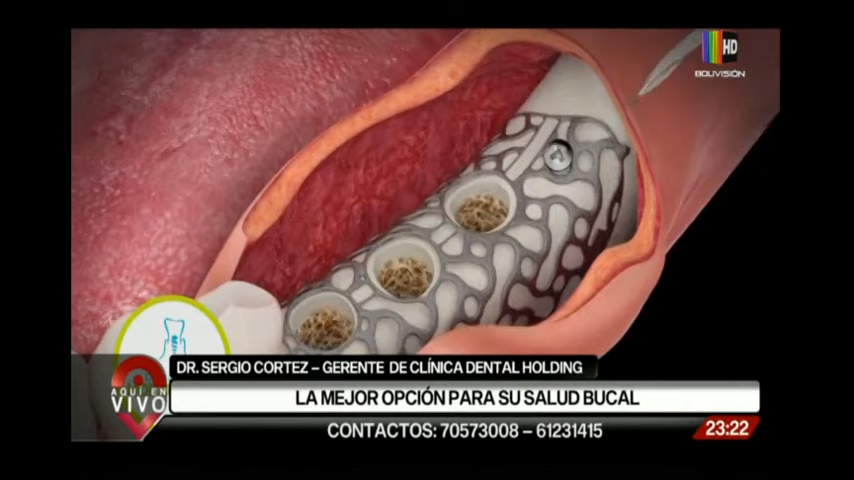 HD
BOLIVISIÓN
DR. SERGIO CORTEZ – GERENTE DE CLÍNICA DENTAL HOLDING
AQUÍ EN
VIVO
LA MEJOR OPCIÓN PARA SU SALUD BUCAL
CONTACTOS: 70573008 – 61231415
23:22